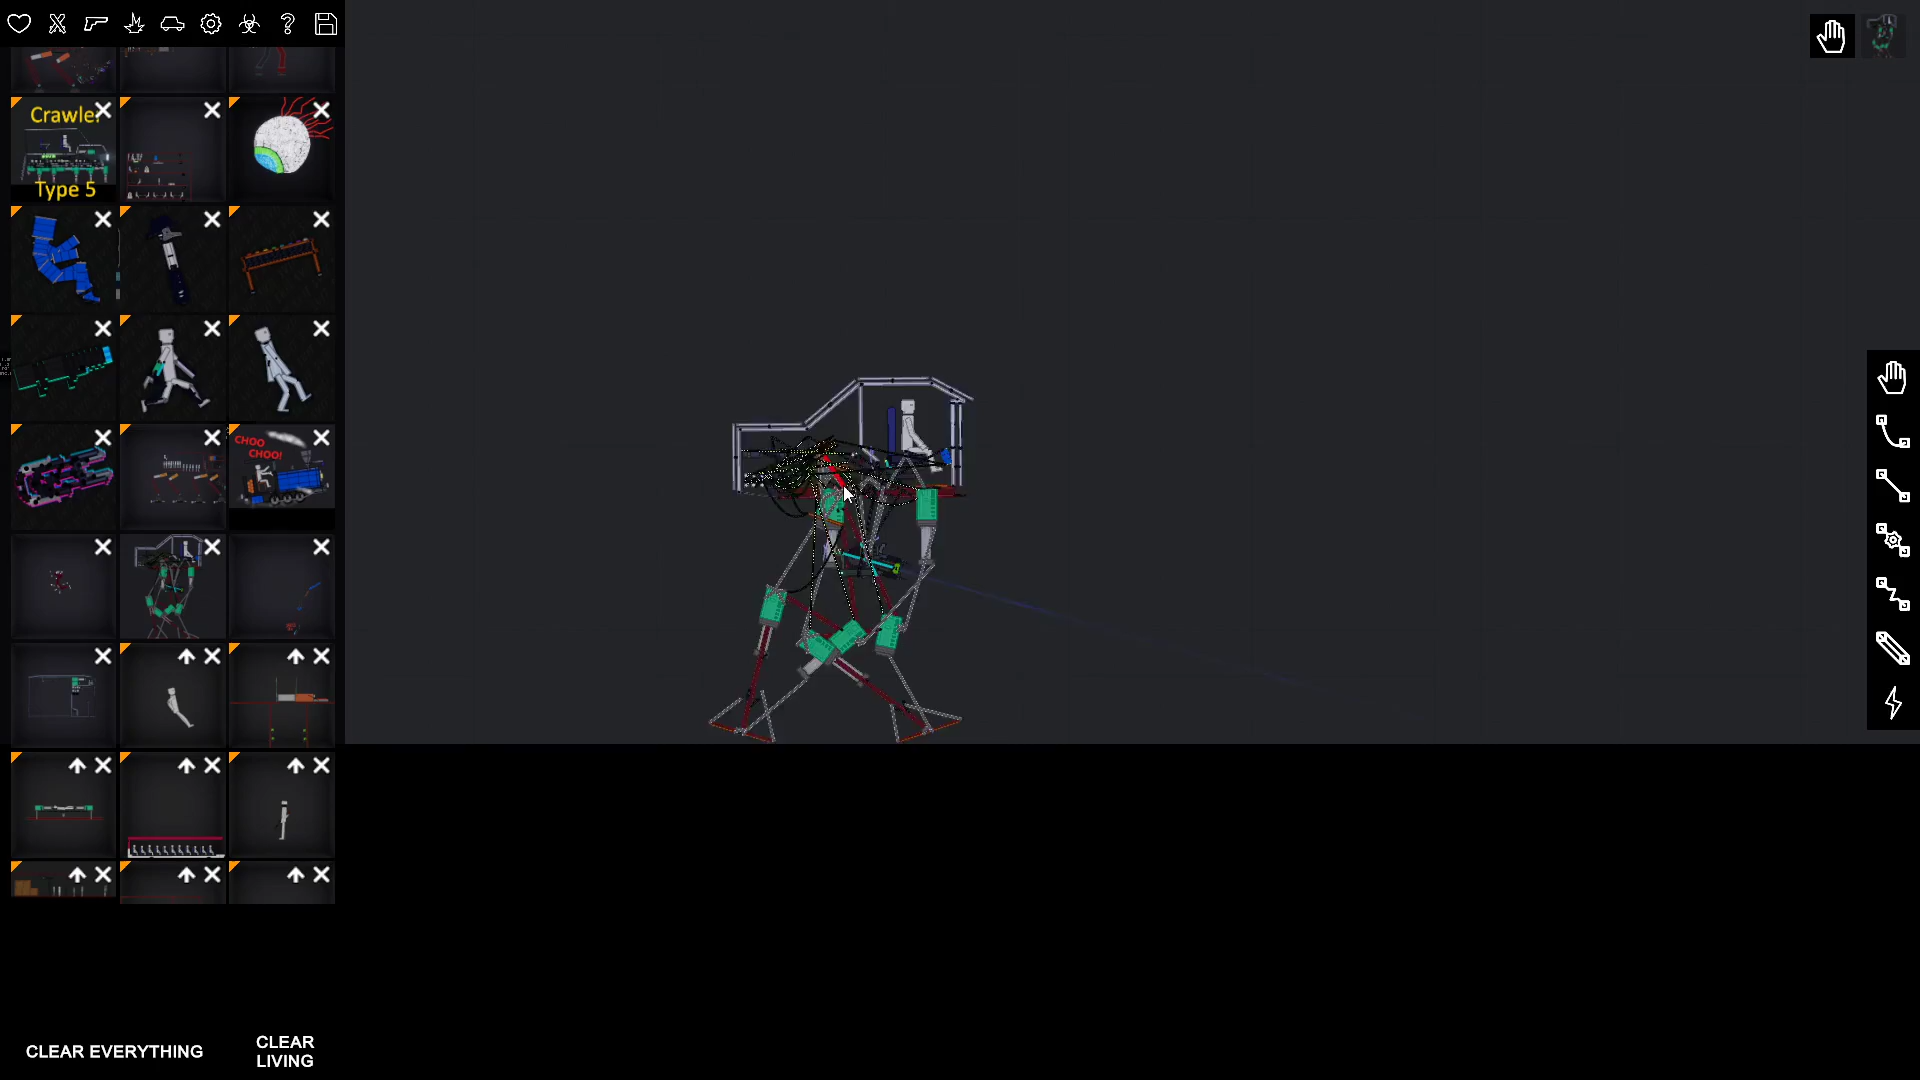 Crawler
Type 5
CHOO
CHOO!
CLEAR EVERYTHING
CLEAR
LIVING